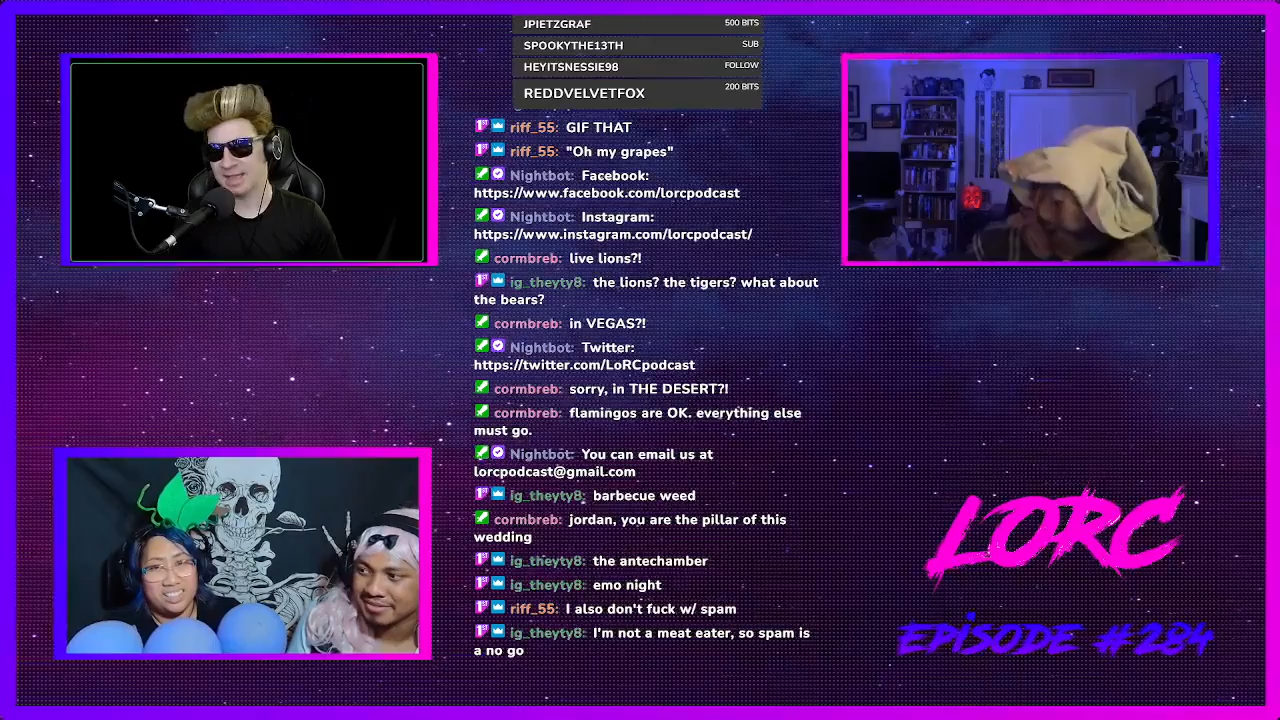 JPIETZGRAF 500 BITS
SPOOKYTHE13TH SUB
HEYITSNESSIE98 FOLLOW
REDDVELVETFOX 200 BITS
riff_55: GIF THAT
riff_55: "Oh my grapes"
Nightbot: Facebook:
https://www.facebook.com/lorcpodcast
Nightbot: Instagram:
https://www.instagram.com/lorcpodcast/
cormbreb: live lions?!
ig_theyty8: the lions? the tigers? what about
the bears?
cormbreb: in VEGAS?!
Nightbot: Twitter:
https://twitter.com/LoRCpodcast
cormbreb: sorry, in THE DESERT?!
cormbreb: flamingos are OK. everything else
must go.
Nightbot: You can email us at
lorcpodcast@gmail.com
ig_theyty8: barbecue weed
cormbreb: jordan, you are the pillar of this
wedding
ig_theyty8: the antechamber
ig_theyty8: emo night
riff_55: I also don't fuck w/ spam
ig_theyty8: I'm not a meat eater, so spam is
a no go
LORC
EPISODE #284